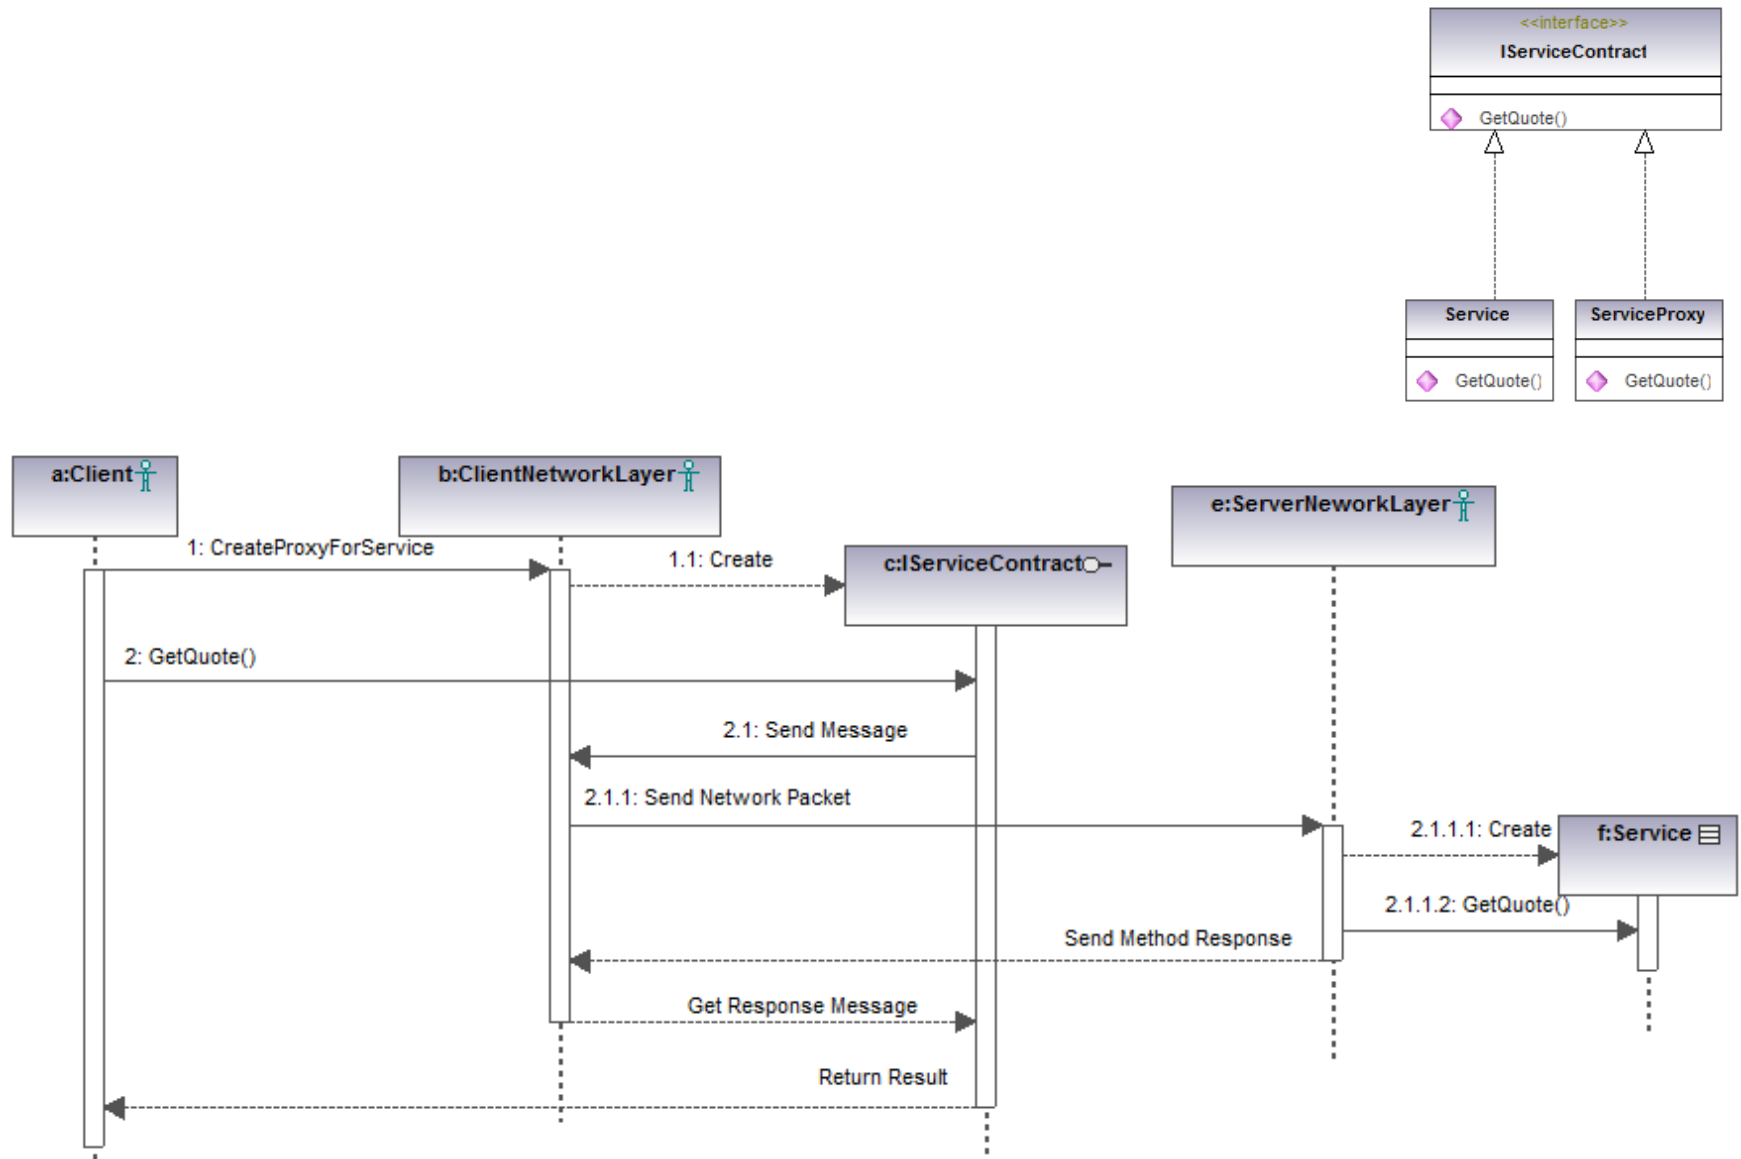 <<interface>>
IServiceContract
GetQuote()
Service
ServiceProxy
GetQuote()
GetQuote()
a:Client
b:ClientNetworkLayer
e:ServerNeworkLayer
1: CreateProxyForService
1.1: Create
c:IServiceContract
2: GetQuote()
2.1: Send Message
2.1.1: Send Network Packet
2.1.1.1: Create
f:Service
2.1.1.2: GetQuote()
Send Method Response
Get Response Message
Return Result